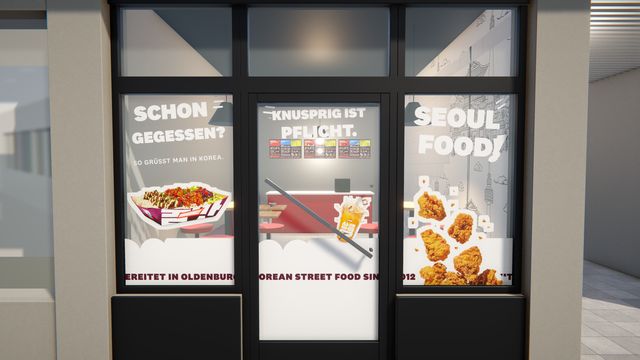 SCHON
GEGESSEN?
SO GRÜSST MAN IN KOREA.
KNUSPRIG IST
PFLICHT.
SEOUL
FOOD!
EREITET IN OLDENBURG
OREAN STREET FOOD SIN
012